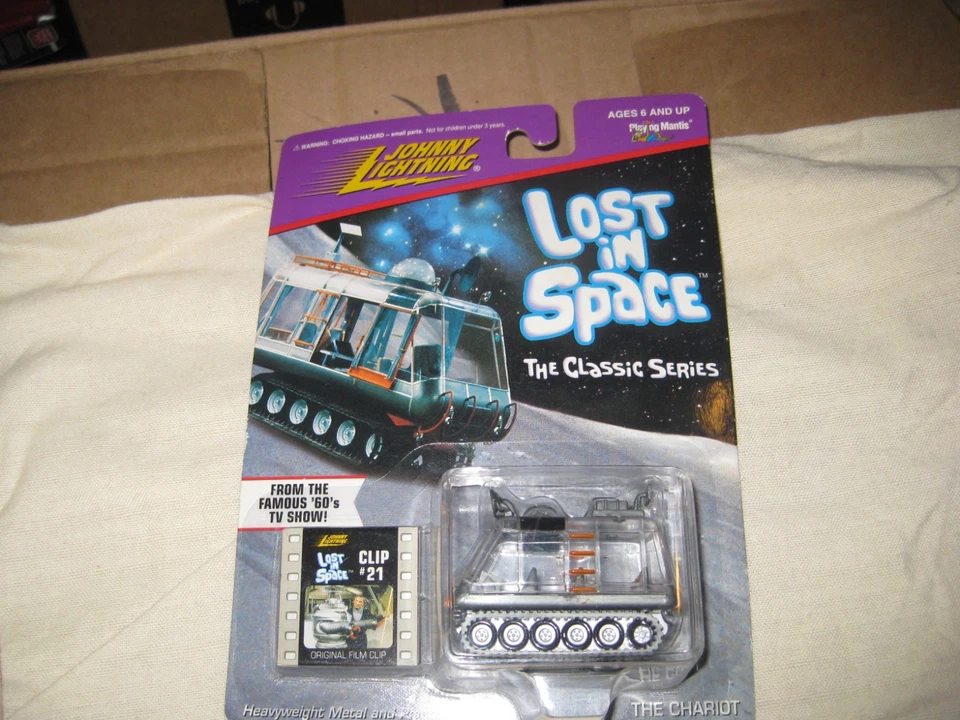 AGES 6 AND UP
Playing Mantis
WARNING: CHOKING HAZARD – small parts. Not for children under 3 years.
JOHNNY
LIGHTNING®
LOST
IN
SPACE™
THE CLASSIC SERIES
FROM THE
FAMOUS '60's
TV SHOW!
JOHNNY
LIGHTNING
LOST
IN
SPACE™
CLIP
#21
ORIGINAL FILM CLIP
Heavyweight Metal and
THE CHARIOT